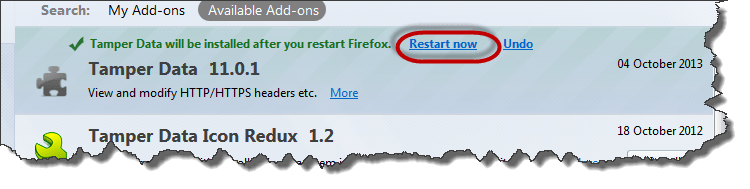 Search: My Add-ons Available Add-ons
Tamper Data will be installed after you restart Firefox. Restart now Undo
Tamper Data 11.0.1 04 October 2013
View and modify HTTP/HTTPS headers etc. More
Tamper Data Icon Redux 1.2 18 October 2012